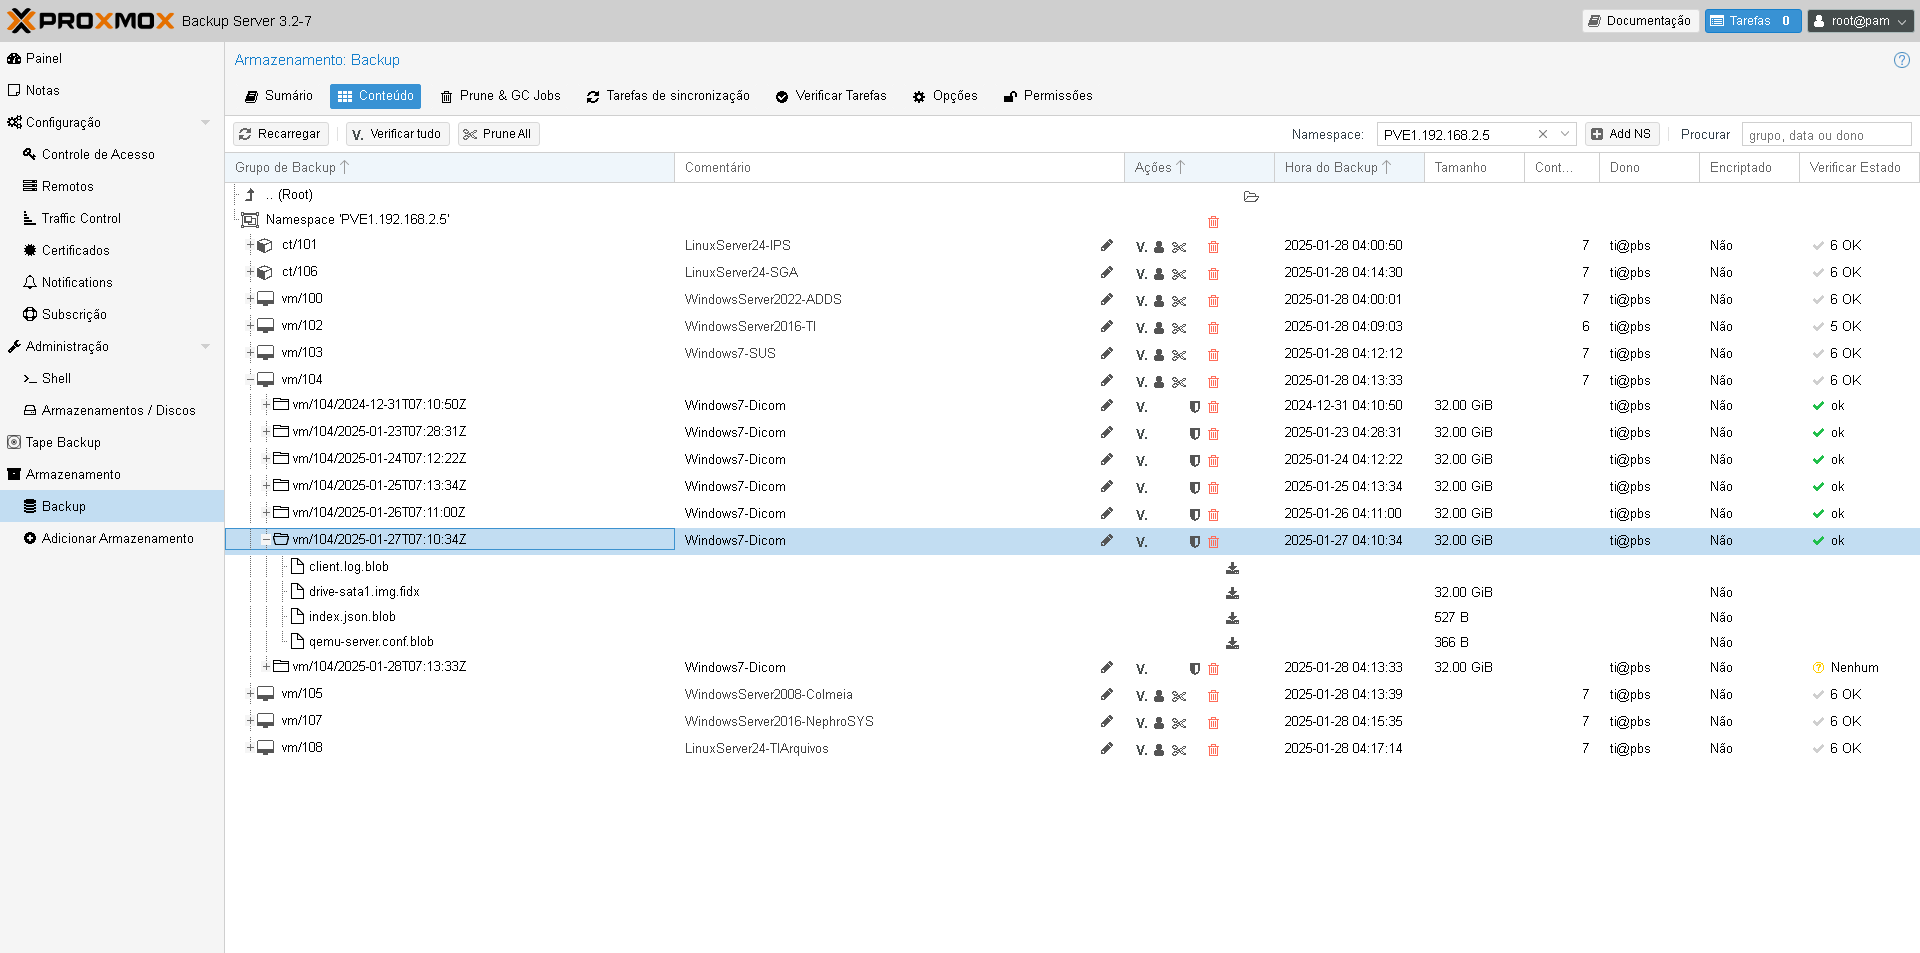 PROXMOX Backup Server 3.2-7 Documentação Tarefas 0 root@pam
Painel
Notas
Configuração
Controle de Acesso
Remotos
Traffic Control
Certificados
Notifications
Subscrição
Administração
Shell
Armazenamentos / Discos
Tape Backup
Armazenamento
Backup
Adicionar Armazenamento
Armazenamento: Backup
Sumário Conteúdo Prune & GC Jobs Tarefas de sincronização Verificar Tarefas Opções Permissões
Recarregar V. Verificar tudo Prune All Namespace: PVE1.192.168.2.5 Add NS Procurar grupo, data ou dono
Grupo de Backup Comentário Ações Hora do Backup Tamanho Cont... Dono Encriptado Verificar Estado
.. (Root)
Namespace 'PVE1.192.168.2.5'
ct/101 LinuxServer24-IPS V. 2025-01-28 04:00:50 7 ti@pbs Não 6 OK
ct/106 LinuxServer24-SGA V. 2025-01-28 04:14:30 7 ti@pbs Não 6 OK
vm/100 WindowsServer2022-ADDS V. 2025-01-28 04:00:01 7 ti@pbs Não 6 OK
vm/102 WindowsServer2016-TI V. 2025-01-28 04:09:03 6 ti@pbs Não 5 OK
vm/103 Windows7-SUS V. 2025-01-28 04:12:12 7 ti@pbs Não 6 OK
vm/104 V. 2025-01-28 04:13:33 7 ti@pbs Não 6 OK
vm/104/2024-12-31T07:10:50Z Windows7-Dicom V. 2024-12-31 04:10:50 32.00 GiB ti@pbs Não ok
vm/104/2025-01-23T07:28:31Z Windows7-Dicom V. 2025-01-23 04:28:31 32.00 GiB ti@pbs Não ok
vm/104/2025-01-24T07:12:22Z Windows7-Dicom V. 2025-01-24 04:12:22 32.00 GiB ti@pbs Não ok
vm/104/2025-01-25T07:13:34Z Windows7-Dicom V. 2025-01-25 04:13:34 32.00 GiB ti@pbs Não ok
vm/104/2025-01-26T07:11:00Z Windows7-Dicom V. 2025-01-26 04:11:00 32.00 GiB ti@pbs Não ok
vm/104/2025-01-27T07:10:34Z Windows7-Dicom V. 2025-01-27 04:10:34 32.00 GiB ti@pbs Não ok
client.log.blob
drive-sata1.img.fidx 32.00 GiB Não
index.json.blob 527 B Não
qemu-server.conf.blob 366 B Não
vm/104/2025-01-28T07:13:33Z Windows7-Dicom V. 2025-01-28 04:13:33 32.00 GiB ti@pbs Não Nenhum
vm/105 WindowsServer2008-Colmeia V. 2025-01-28 04:13:39 7 ti@pbs Não 6 OK
vm/107 WindowsServer2016-NephroSYS V. 2025-01-28 04:15:35 7 ti@pbs Não 6 OK
vm/108 LinuxServer24-TIArquivos V. 2025-01-28 04:17:14 7 ti@pbs Não 6 OK